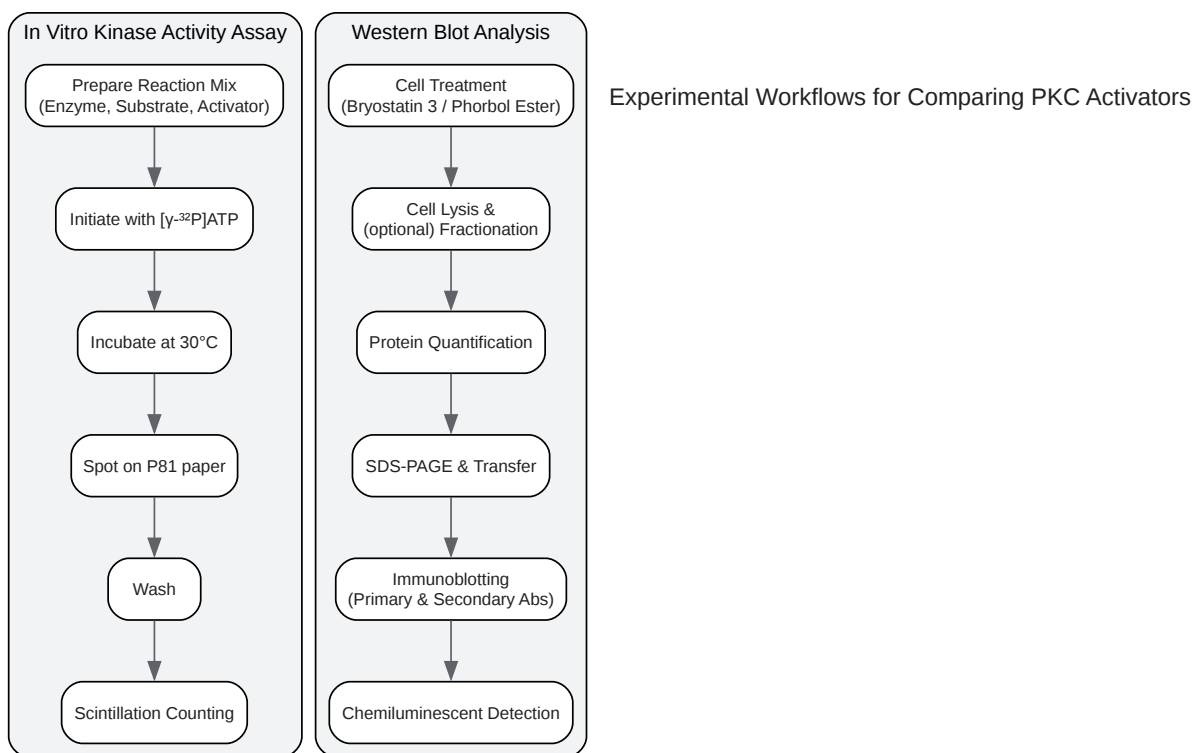 In Vitro Kinase Activity Assay
Prepare Reaction Mix
(Enzyme, Substrate, Activator)
Initiate with [γ-³²P]ATP
Incubate at 30°C
Spot on P81 paper
Wash
Scintillation Counting
Western Blot Analysis
Cell Treatment
(Bryostatin 3 / Phorbol Ester)
Cell Lysis &
(optional) Fractionation
Protein Quantification
SDS-PAGE & Transfer
Immunoblotting
(Primary & Secondary Abs)
Chemiluminescent Detection
Experimental Workflows for Comparing PKC Activators